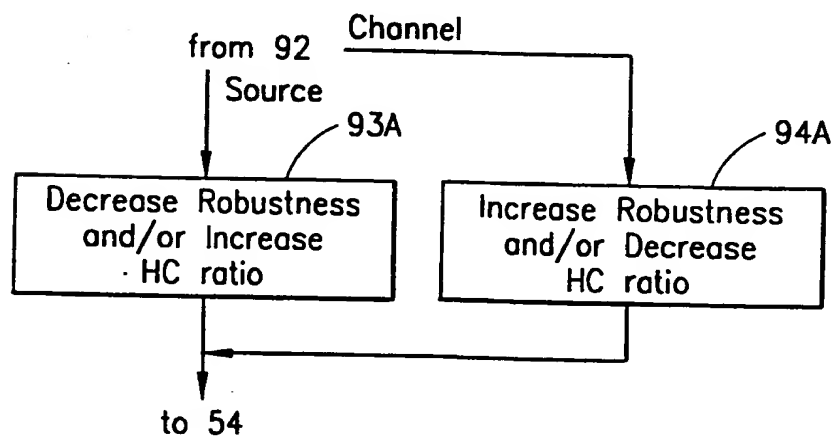 Channel
from 92
Source
93A
94A
Decrease Robustness
and/or Increase
HC ratio
Increase Robustness
and/or Decrease
HC ratio
to 54